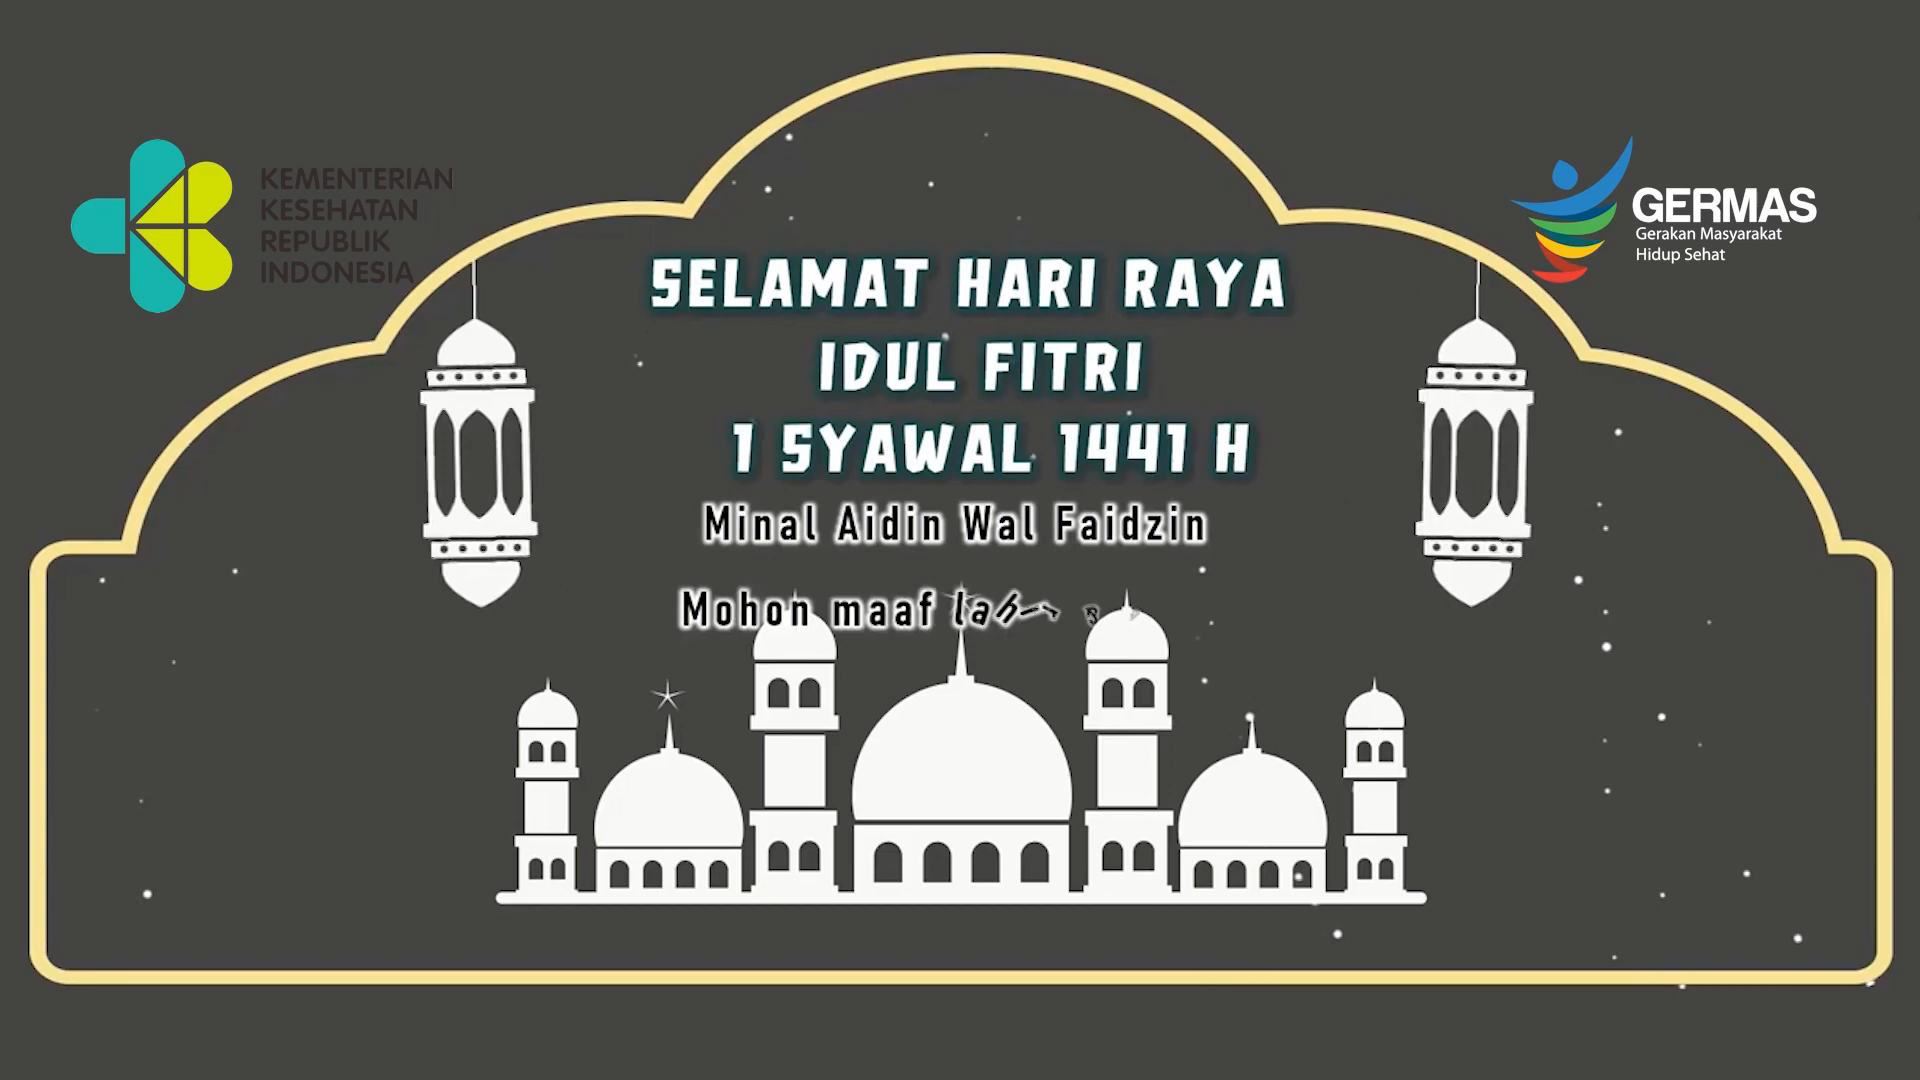 KEMENTERIAN
KESEHATAN
REPUBLIK
INDONESIA
GERMAS
Gerakan Masyarakat
Hidup Sehat
SELAMAT HARI RAYA
IDUL FITRI
1 SYAWAL 1441 H
Minal Aidin Wal Faidzin
Mohon maaf